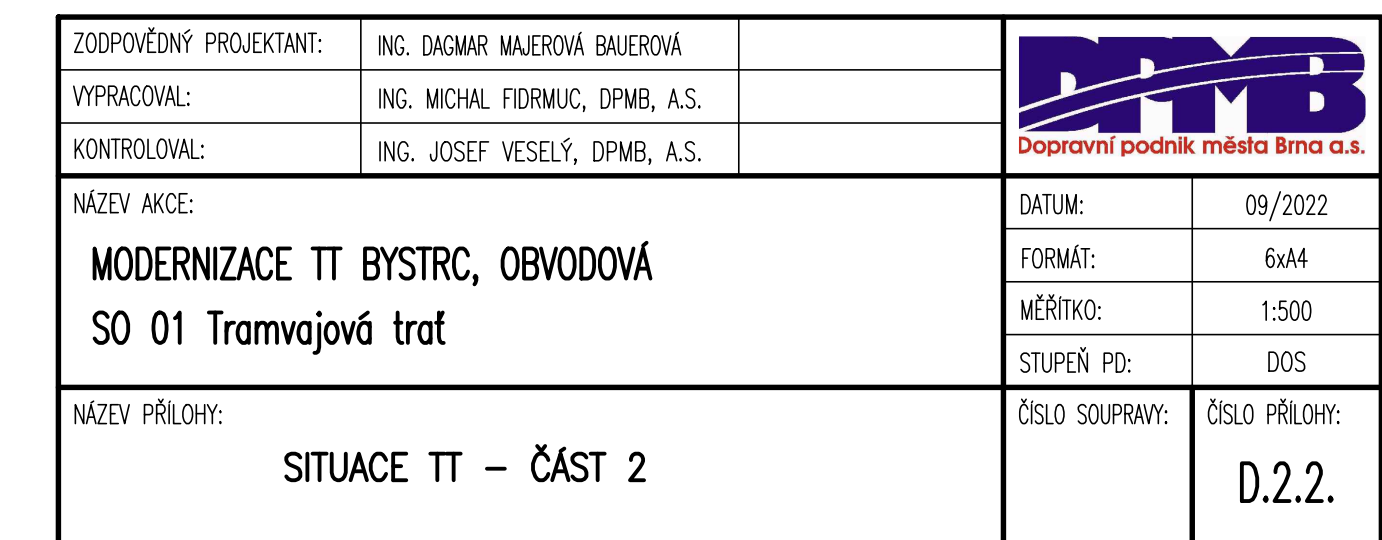 ZODPOVĚDNÝ PROJEKTANT: ING. DAGMAR MAJEROVÁ BAUEROVÁ
VYPRACOVAL: ING. MICHAL FIDRMUC, DPMB, A.S.
KONTROLOVAL: ING. JOSEF VESELÝ, DPMB, A.S.
DPMB
Dopravní podnik města Brna a.s.
NÁZEV AKCE:
MODERNIZACE TT BYSTRC, OBVODOVÁ
SO 01 Tramvajová trať
DATUM: 09/2022
FORMÁT: 6xA4
MĚŘÍTKO: 1:500
STUPEŇ PD: DOS
NÁZEV PŘÍLOHY:
SITUACE TT – ČÁST 2
ČÍSLO SOUPRAVY:
ČÍSLO PŘÍLOHY:
D.2.2.